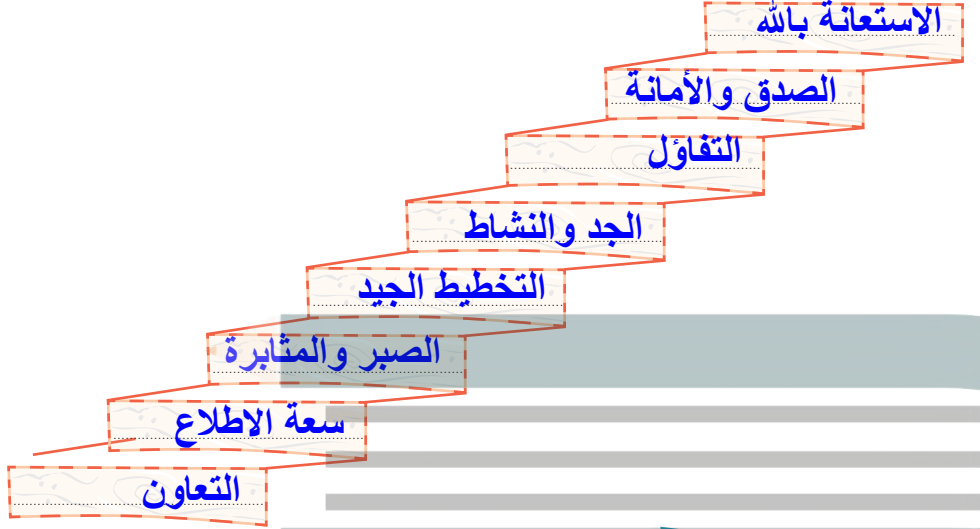 الاستعانة بالله
الصدق والأمانة
التفاؤل
الجد والنشاط
التخطيط الجيد
الصبر والمثابرة
سعة الاطلاع
التعاون